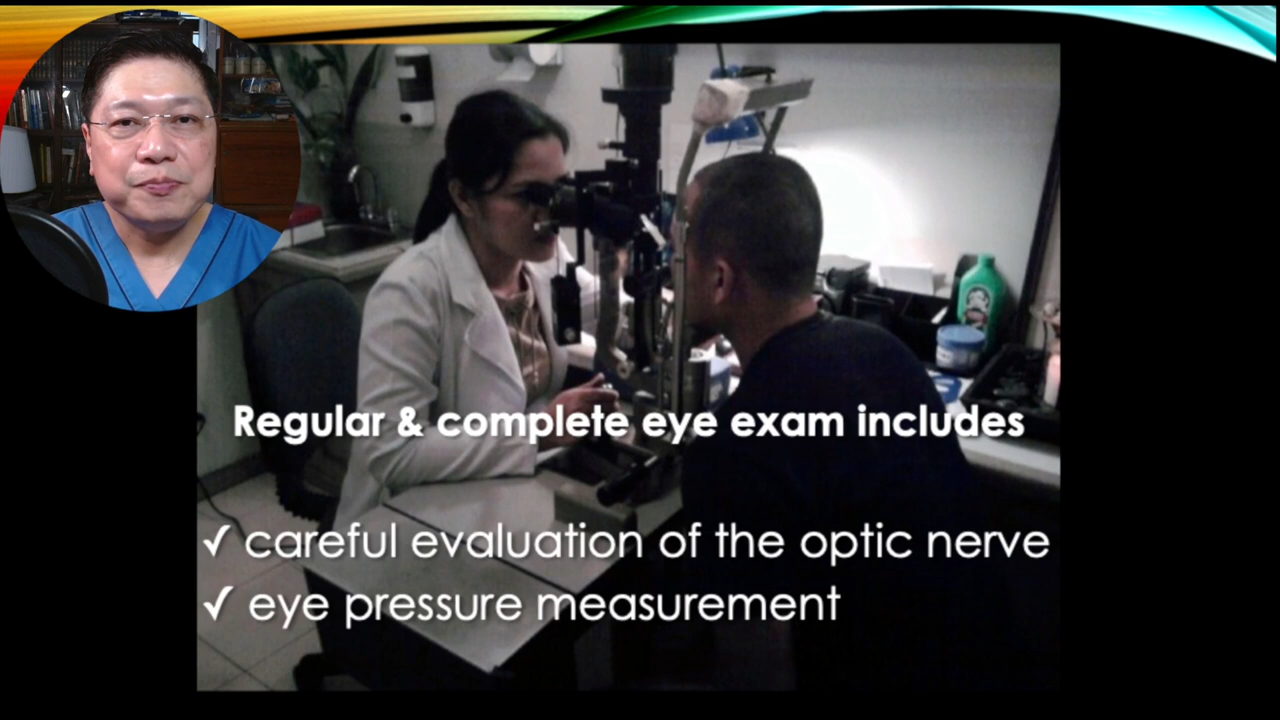 Regular & complete eye exam includes
✓ careful evaluation of the optic nerve
✓ eye pressure measurement